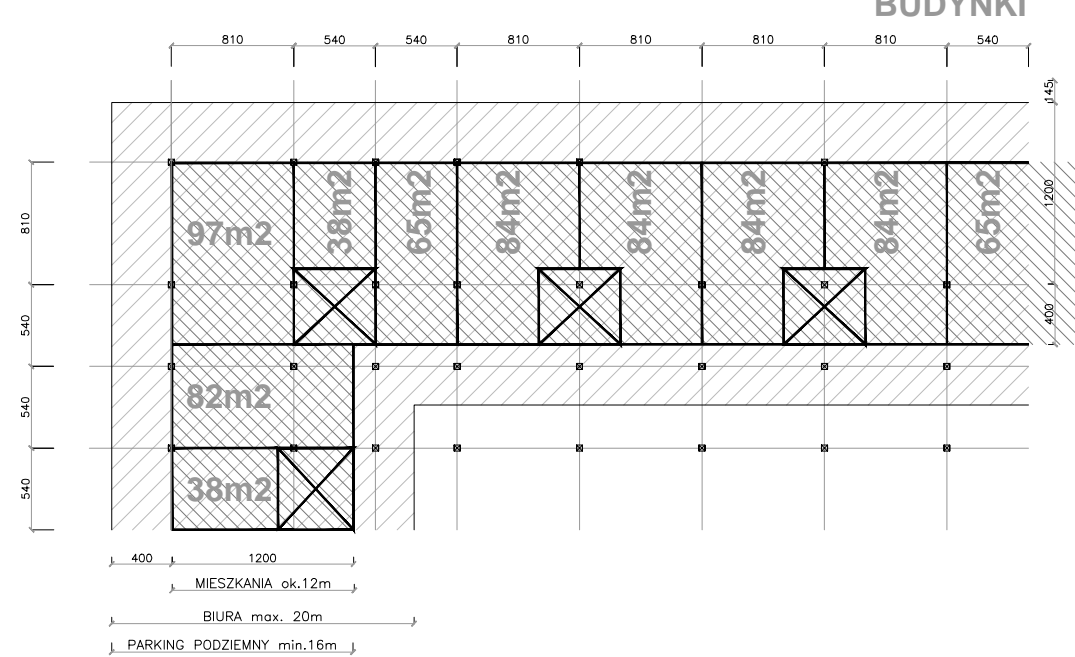 BUDYNKI
810 540 540 810 810 810 810 540
145
1200
400
810
540
540
540
97m2
38m2
65m2
84m2
84m2
84m2
84m2
65m2
82m2
38m2
400 1200
MIESZKANIA ok.12m
BIURA max. 20m
PARKING PODZIEMNY min.16m